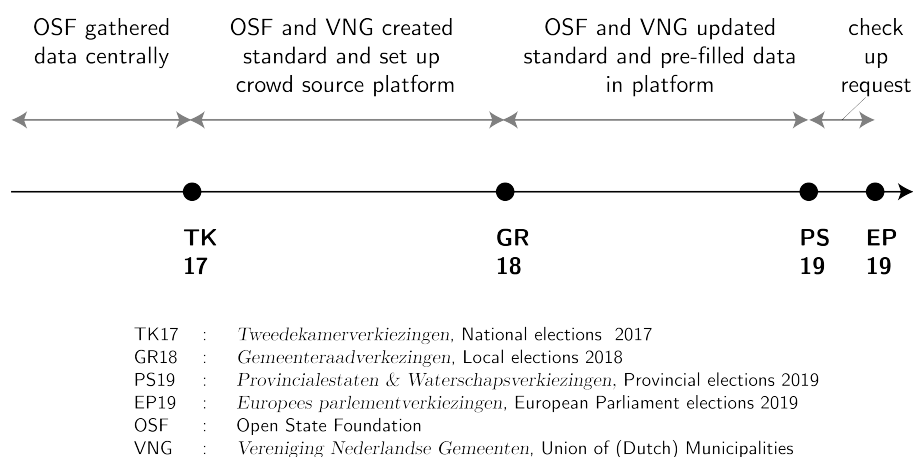 OSF gathered
data centrally
OSF and VNG created
standard and set up
crowd source platform
OSF and VNG updated
standard and pre-filled data
in platform
check
up
request
TK
17
GR
18
PS
19
EP
19
TK17 : Tweedekamerverkiezingen, National elections 2017
GR18 : Gemeenteraadverkezingen, Local elections 2018
PS19 : Provincialestaten & Waterschapsverkiezingen, Provincial elections 2019
EP19 : Europees parlementverkiezingen, European Parliament elections 2019
OSF : Open State Foundation
VNG : Vereniging Nederlandse Gemeenten, Union of (Dutch) Municipalities